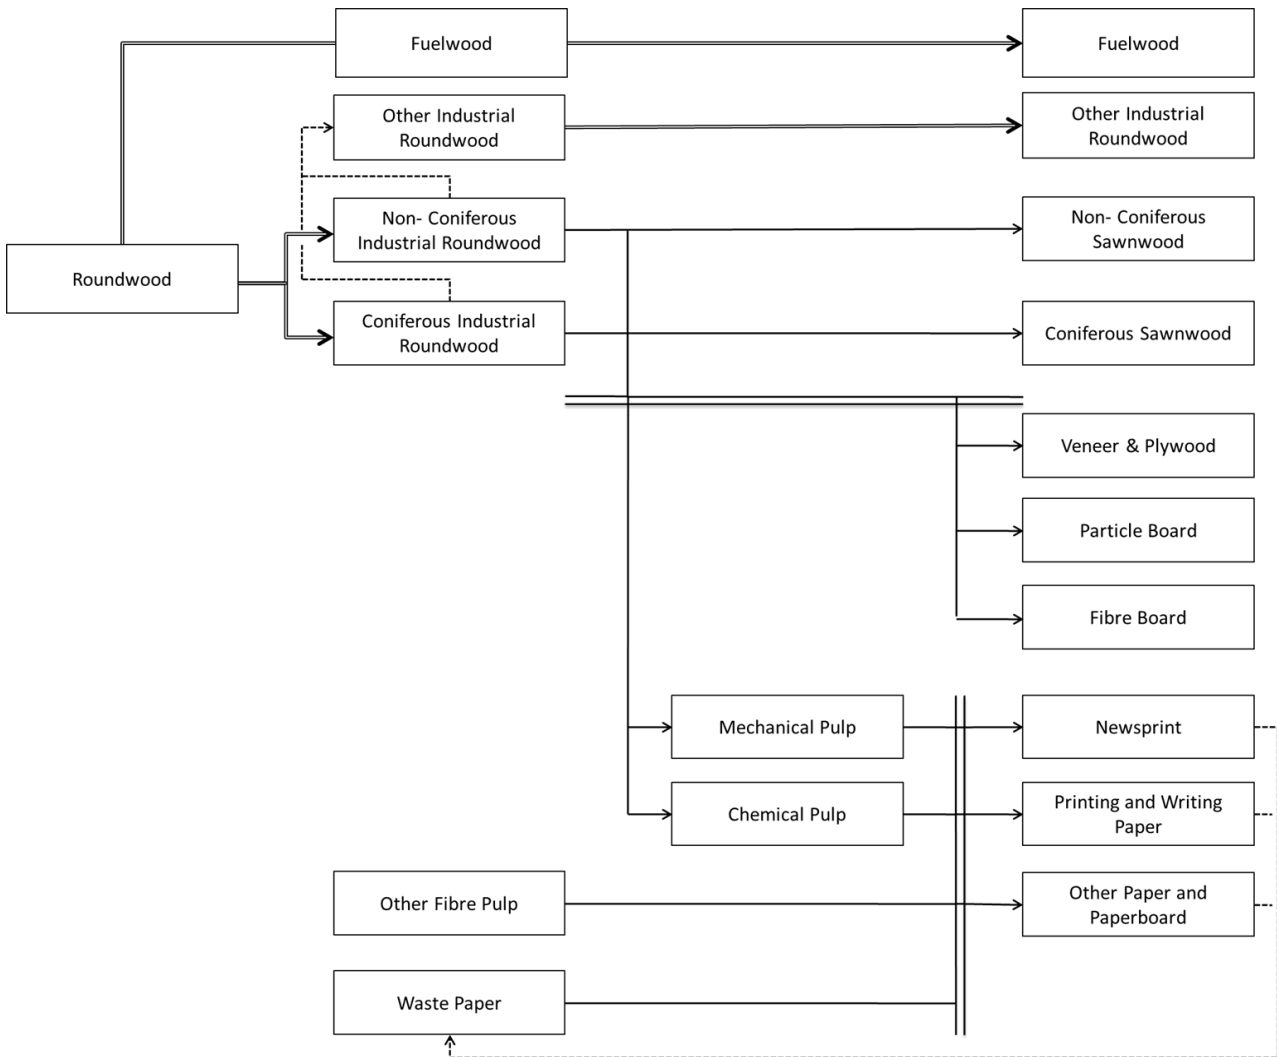 Fuelwood
Fuelwood
Other Industrial
Roundwood
Other Industrial
Roundwood
Non- Coniferous
Industrial Roundwood
Non- Coniferous
Sawnwood
Roundwood
Coniferous Industrial
Roundwood
Coniferous Sawnwood
Veneer & Plywood
Particle Board
Fibre Board
Mechanical Pulp
Newsprint
Chemical Pulp
Printing and Writing
Paper
Other Fibre Pulp
Other Paper and
Paperboard
Waste Paper